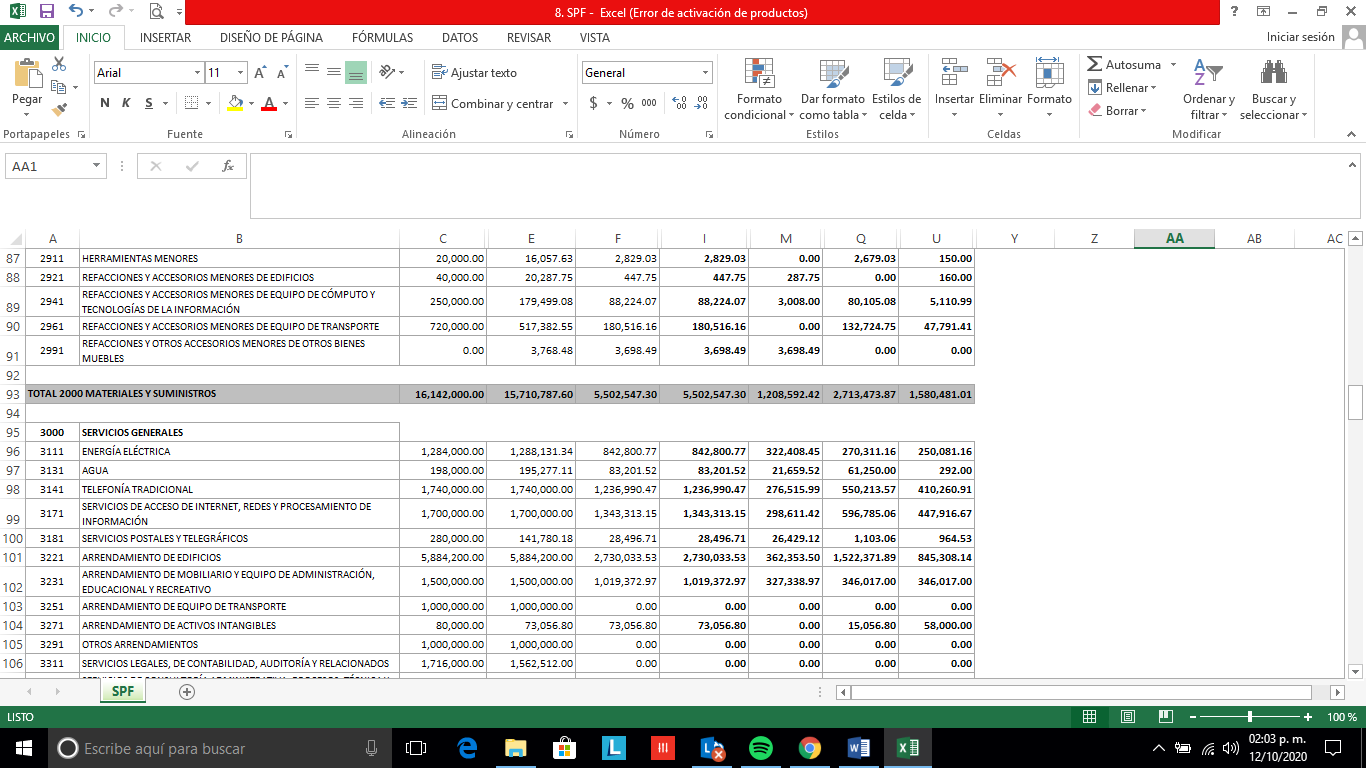 8. SPF - Excel (Error de activación de productos)
ARCHIVO INICIO INSERTAR DISEÑO DE PÁGINA FÓRMULAS DATOS REVISAR VISTA Iniciar sesión
Pegar
Portapapeles
Arial 11
N K S
Fuente
Ajustar texto
Combinar y centrar
Alineación
General
$ % 000
Número
Formato condicional
Dar formato como tabla
Estilos de celda
Estilos
Insertar Eliminar Formato
Celdas
Autosuma
Rellenar
Borrar
Ordenar y filtrar
Buscar y seleccionar
Modificar
AA1
fx
A B C E F I M Q U Y Z AA AB AC
87 2911 HERRAMIENTAS MENORES 20,000.00 16,057.63 2,829.03 2,829.03 0.00 2,679.03 150.00
88 2921 REFACCIONES Y ACCESORIOS MENORES DE EDIFICIOS 40,000.00 20,287.75 447.75 447.75 287.75 0.00 160.00
89 2941 REFACCIONES Y ACCESORIOS MENORES DE EQUIPO DE CÓMPUTO Y
TECNOLOGÍAS DE LA INFORMACIÓN 250,000.00 179,499.08 88,224.07 88,224.07 3,008.00 80,105.08 5,110.99
90 2961 REFACCIONES Y ACCESORIOS MENORES DE EQUIPO DE TRANSPORTE 720,000.00 517,382.55 180,516.16 180,516.16 0.00 132,724.75 47,791.41
91 2991 REFACCIONES Y OTROS ACCESORIOS MENORES DE OTROS BIENES
MUEBLES 0.00 3,768.48 3,698.49 3,698.49 3,698.49 0.00 0.00
92
93 TOTAL 2000 MATERIALES Y SUMINISTROS 16,142,000.00 15,710,787.60 5,502,547.30 5,502,547.30 1,208,592.42 2,713,473.87 1,580,481.01
94
95 3000 SERVICIOS GENERALES
96 3111 ENERGÍA ELÉCTRICA 1,284,000.00 1,288,131.34 842,800.77 842,800.77 322,408.45 270,311.16 250,081.16
97 3131 AGUA 198,000.00 195,277.11 83,201.52 83,201.52 21,659.52 61,250.00 292.00
98 3141 TELEFONÍA TRADICIONAL 1,740,000.00 1,740,000.00 1,236,990.47 1,236,990.47 276,515.99 550,213.57 410,260.91
99 3171 SERVICIOS DE ACCESO DE INTERNET, REDES Y PROCESAMIENTO DE
INFORMACIÓN 1,700,000.00 1,700,000.00 1,343,313.15 1,343,313.15 298,611.42 596,785.06 447,916.67
100 3181 SERVICIOS POSTALES Y TELEGRÁFICOS 280,000.00 141,780.18 28,496.71 28,496.71 26,429.12 1,103.06 964.53
101 3221 ARRENDAMIENTO DE EDIFICIOS 5,884,200.00 5,884,200.00 2,730,033.53 2,730,033.53 362,353.50 1,522,371.89 845,308.14
102 3231 ARRENDAMIENTO DE MOBILIARIO Y EQUIPO DE ADMINISTRACIÓN,
EDUCACIONAL Y RECREATIVO 1,500,000.00 1,500,000.00 1,019,372.97 1,019,372.97 327,338.97 346,017.00 346,017.00
103 3251 ARRENDAMIENTO DE EQUIPO DE TRANSPORTE 1,000,000.00 1,000,000.00 0.00 0.00 0.00 0.00 0.00
104 3271 ARRENDAMIENTO DE ACTIVOS INTANGIBLES 80,000.00 73,056.80 73,056.80 73,056.80 0.00 15,056.80 58,000.00
105 3291 OTROS ARRENDAMIENTOS 1,000,000.00 1,000,000.00 0.00 0.00 0.00 0.00 0.00
106 3311 SERVICIOS LEGALES, DE CONTABILIDAD, AUDITORÍA Y RELACIONADOS 1,716,000.00 1,562,512.00 0.00 0.00 0.00 0.00 0.00
SPF
LISTO 100 %
Escribe aquí para buscar
02:03 p. m.
12/10/2020